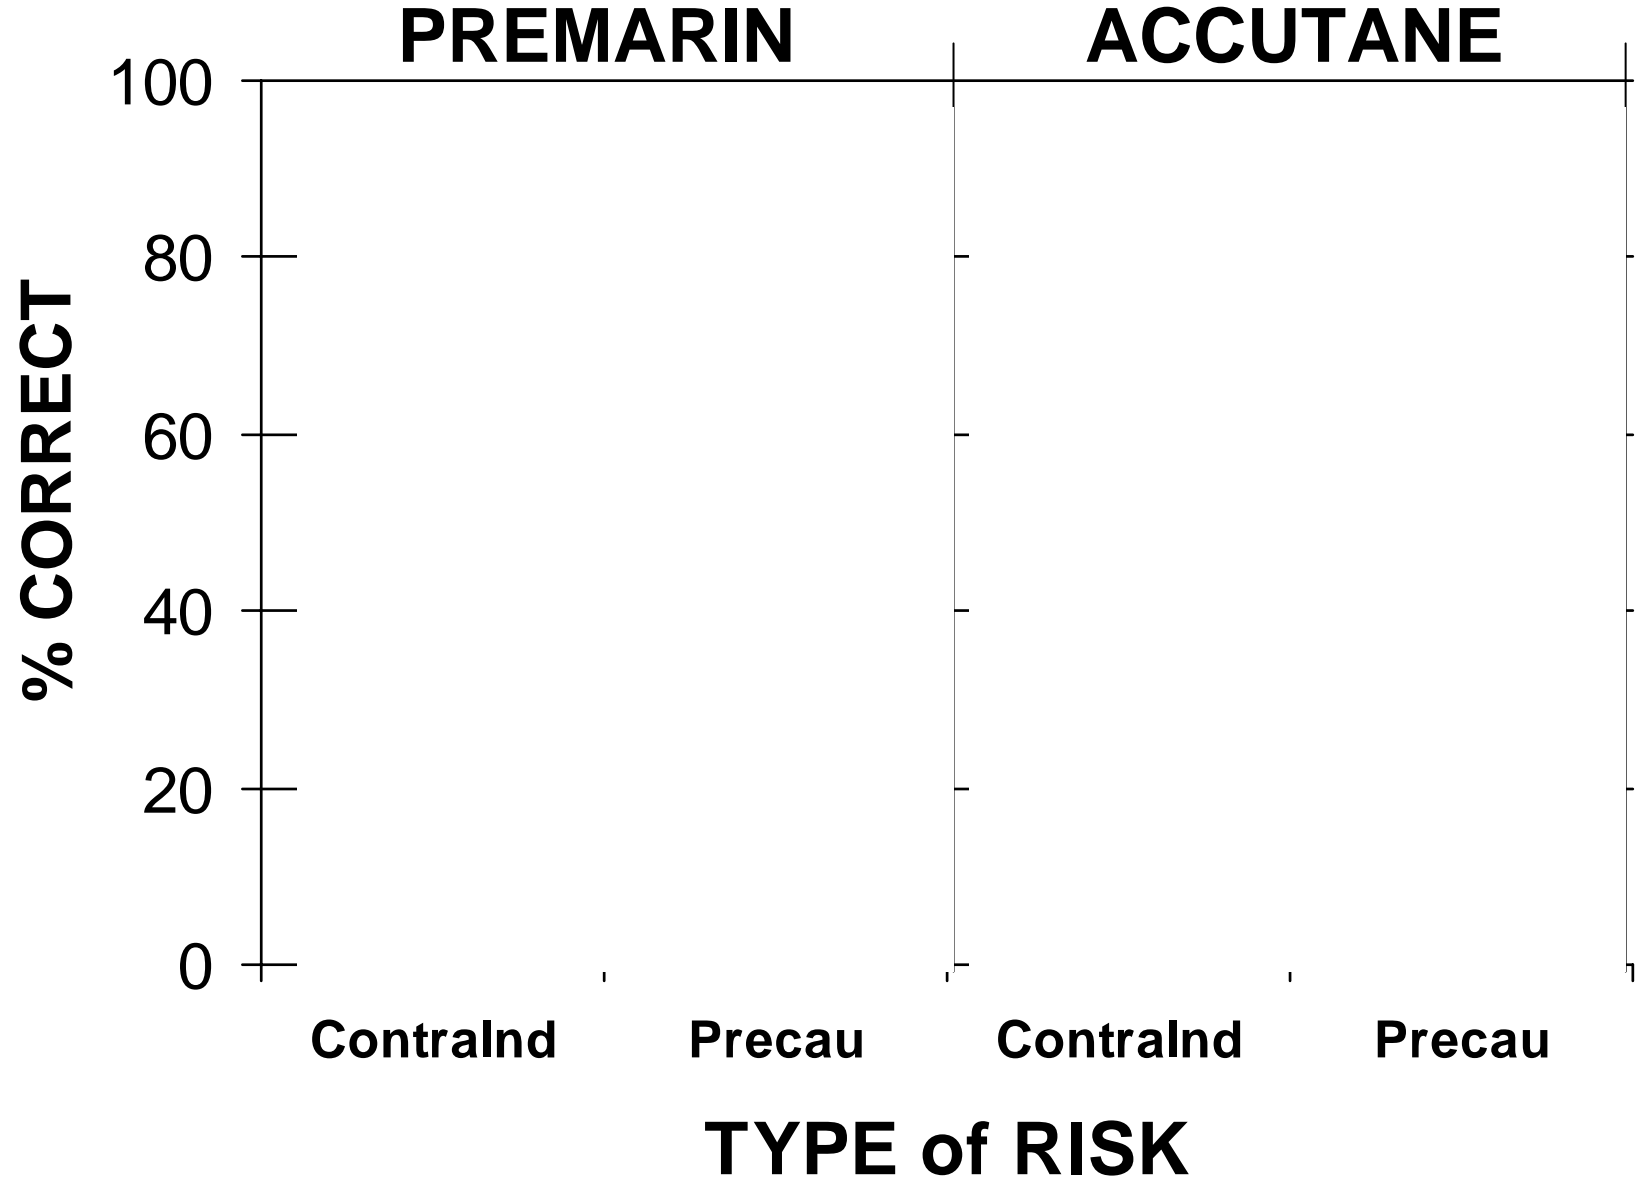 PREMARIN ACCUTANE
100
80
60
40
20
0
% CORRECT
ContraInd Precau ContraInd Precau
TYPE of RISK